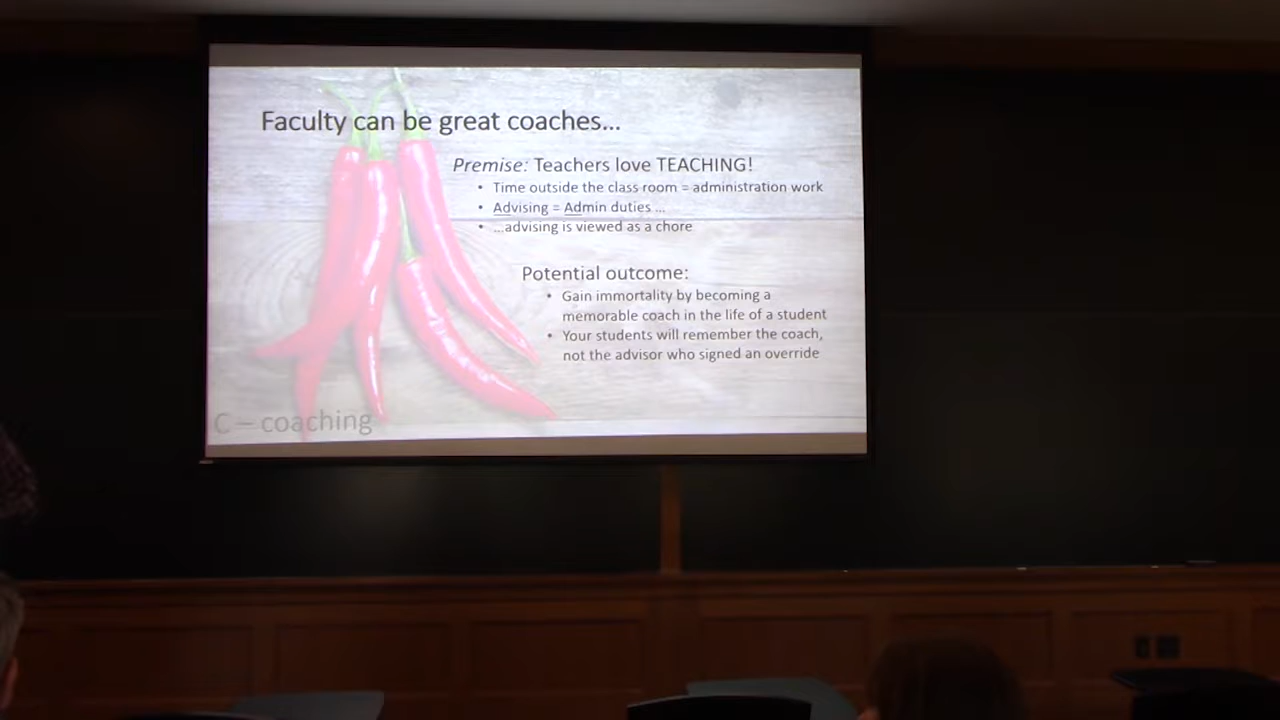 Faculty can be great coaches...
Premise: Teachers love TEACHING!
• Time outside the class room = administration work
• Advising = Admin duties ...
• ...advising is viewed as a chore
Potential outcome:
• Gain immortality by becoming a
memorable coach in the life of a student
• Your students will remember the coach,
not the advisor who signed an override
C – coaching